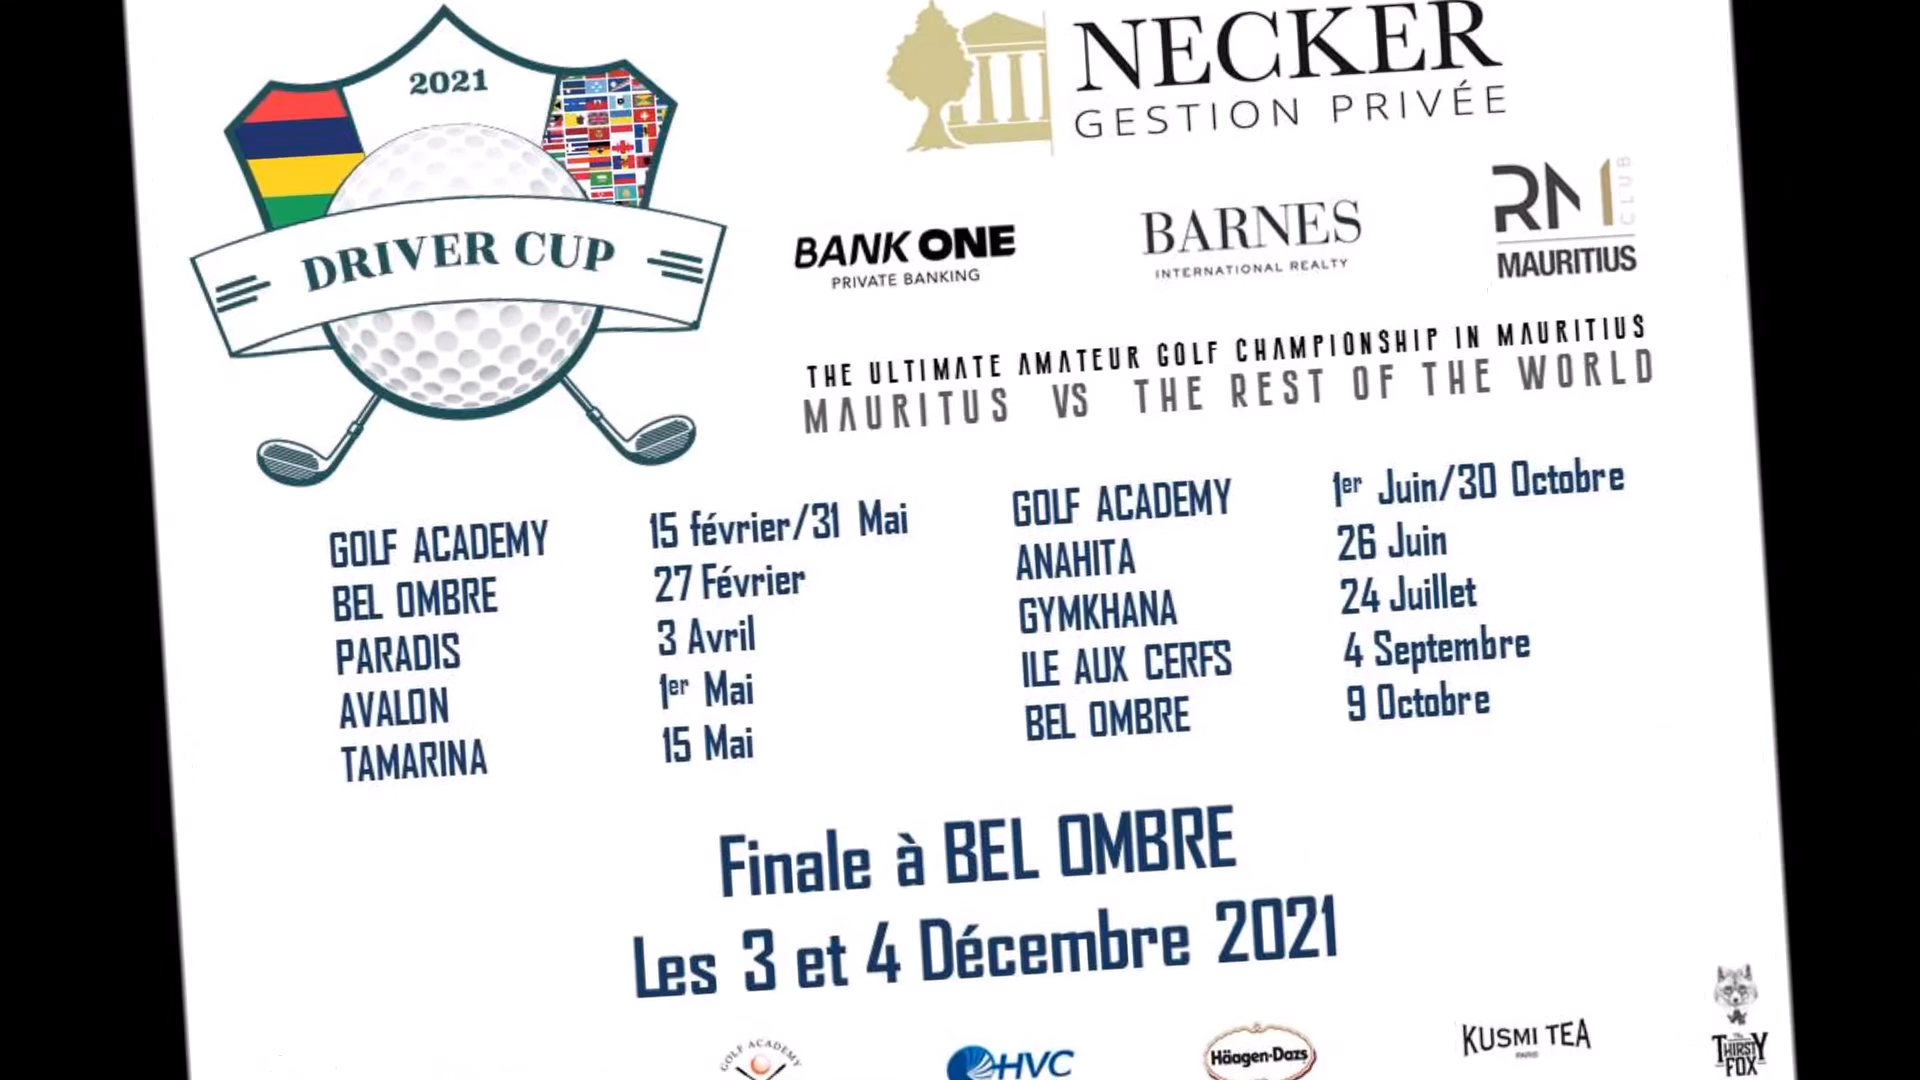 2021
DRIVER CUP
NECKER
GESTION PRIVÉE
BANK ONE
PRIVATE BANKING
BARNES
INTERNATIONAL REALTY
RM CLUB
MAURITIUS
THE ULTIMATE AMATEUR GOLF CHAMPIONSHIP IN MAURITIUS
MAURITUS VS THE REST OF THE WORLD
GOLF ACADEMY 15 février/31 Mai
BEL OMBRE 27 Février
PARADIS 3 Avril
AVALON 1er Mai
TAMARINA 15 Mai
GOLF ACADEMY 1er Juin/30 Octobre
ANAHITA 26 Juin
GYMKHANA 24 Juillet
ILE AUX CERFS 4 Septembre
BEL OMBRE 9 Octobre
Finale à BEL OMBRE
Les 3 et 4 Décembre 2021
GOLF ACADEMY
HVC
Häagen-Dazs
KUSMI TEA
PARIS
THIRSTY
FOX